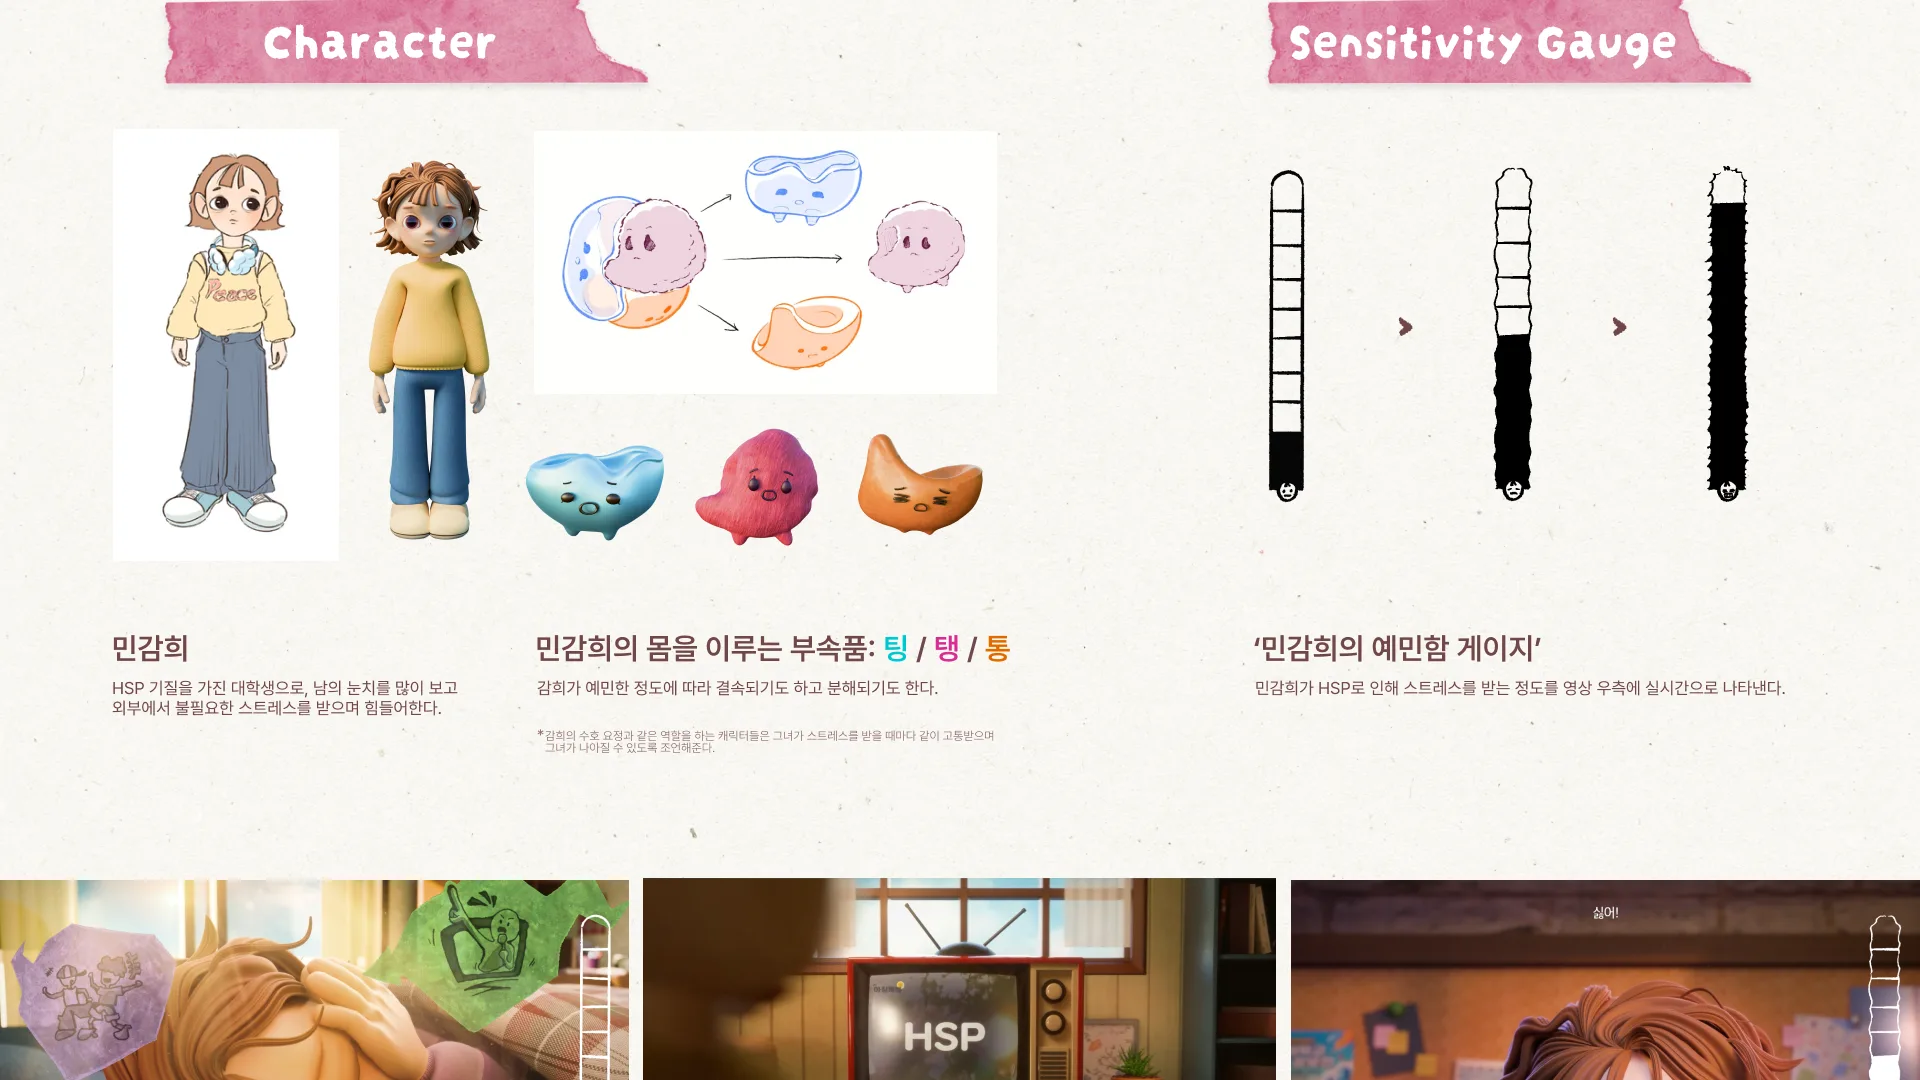 Character
Sensitivity Gauge
Peace
민감희
HSP 기질을 가진 대학생으로, 남의 눈치를 많이 보고
외부에서 불필요한 스트레스를 받으며 힘들어한다.
민감희의 몸을 이루는 부속품: 팅 / 탱 / 통
감희가 예민한 정도에 따라 결속되기도 하고 분해되기도 한다.
*감희의 수호 요정과 같은 역할을 하는 캐릭터들은 그녀가 스트레스를 받을 때마다 같이 고통받으며
그녀가 나아질 수 있도록 조언해준다.
‘민감희의 예민함 게이지’
민감희가 HSP로 인해 스트레스를 받는 정도를 영상 우측에 실시간으로 나타낸다.
HSP
싫어!